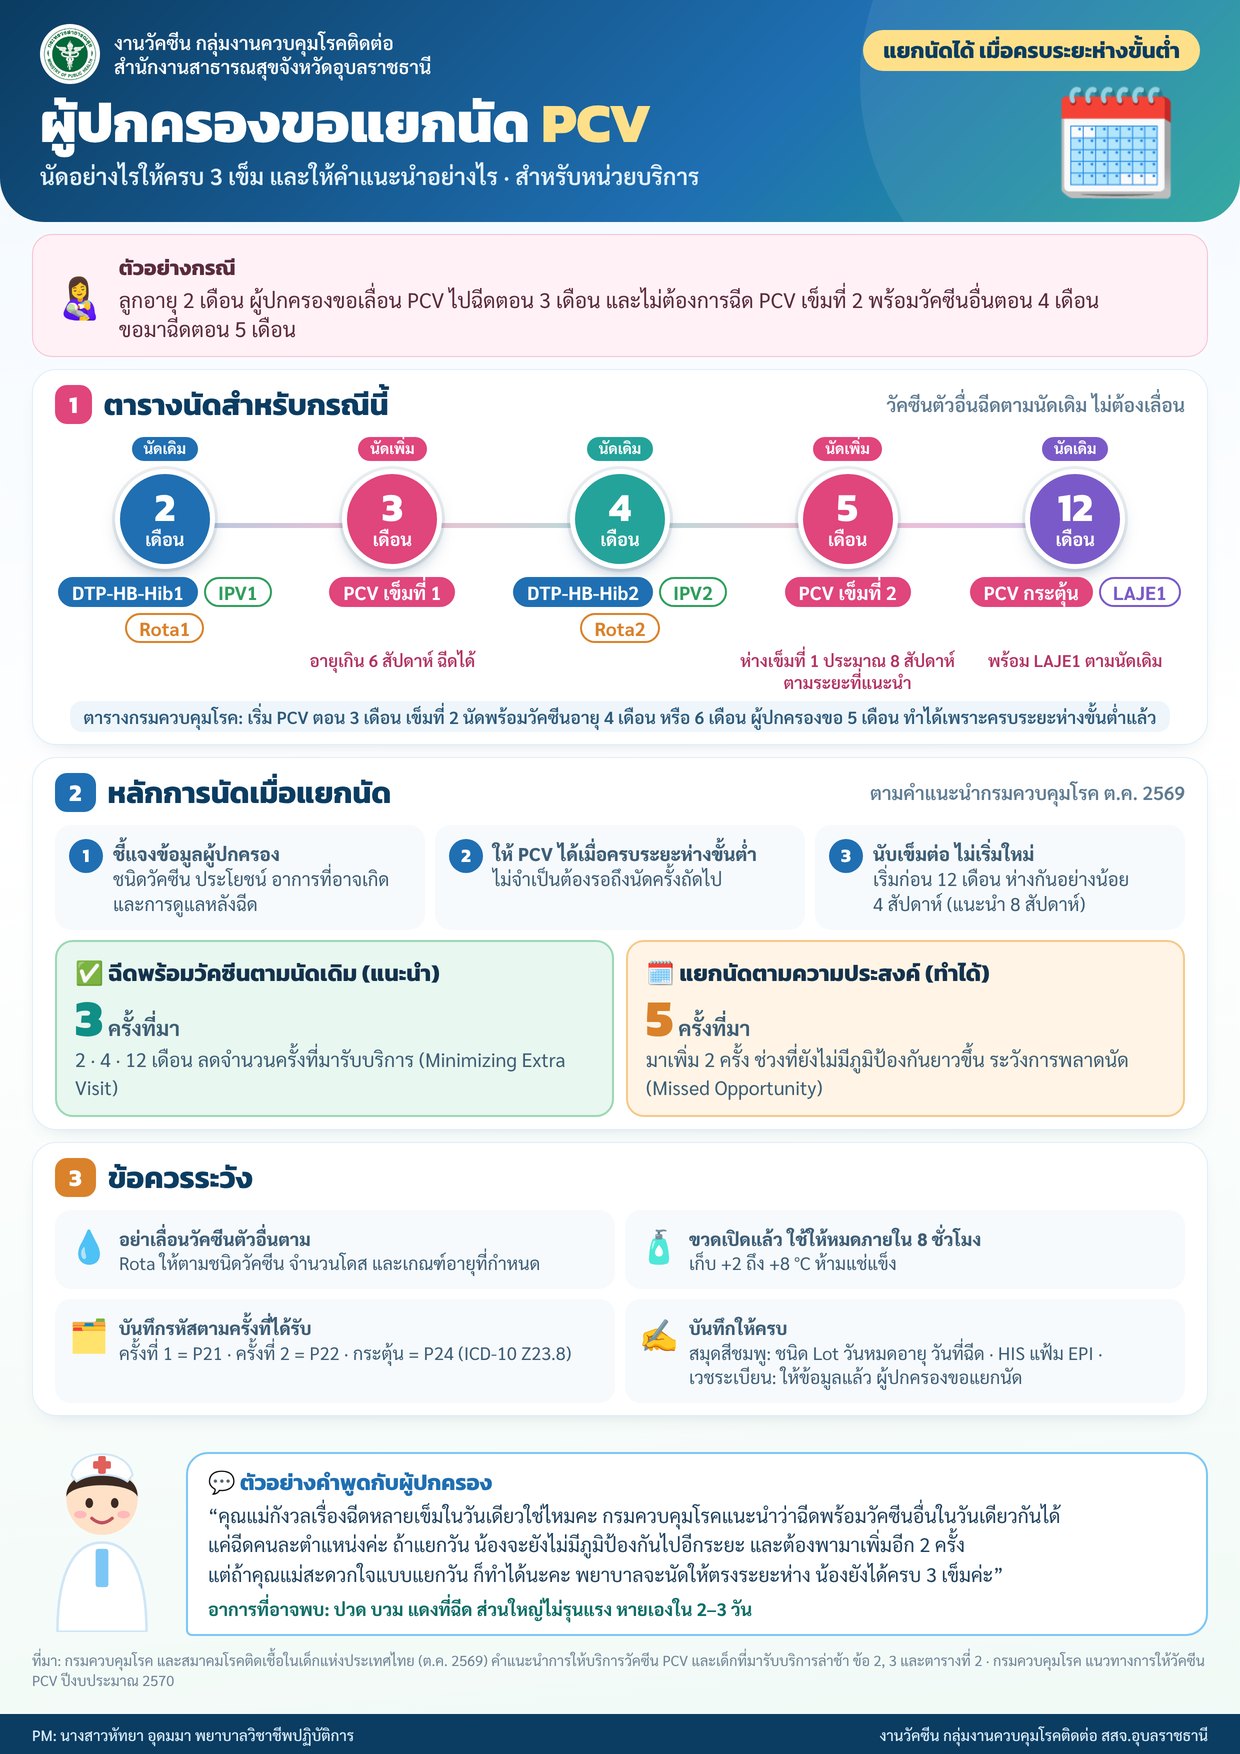 งานวัคซีน กลุ่มงานควบคุมโรคติดต่อ
สำนักงานสาธารณสุขจังหวัดอุบลราชธานี
แยกนัดได้ เมื่อครบระยะห่างขั้นต่ำ
ผู้ปกครองขอแยกนัด PCV
นัดอย่างไรให้ครบ 3 เข็ม และให้คำแนะนำอย่างไร · สำหรับหน่วยบริการ
ตัวอย่างกรณี
ลูกอายุ 2 เดือน ผู้ปกครองขอเลื่อน PCV ไปฉีดตอน 3 เดือน และไม่ต้องการฉีด PCV เข็มที่ 2 พร้อมวัคซีนอื่นตอน 4 เดือน
ขอมาฉีดตอน 5 เดือน
1 ตารางนัดสำหรับกรณีนี้
วัคซีนตัวอื่นฉีดตามนัดเดิม ไม่ต้องเลื่อน
นัดเดิม
2
เดือน
DTP-HB-Hib1 IPV1
Rota1
นัดเพิ่ม
3
เดือน
PCV เข็มที่ 1
อายุเกิน 6 สัปดาห์ ฉีดได้
นัดเดิม
4
เดือน
DTP-HB-Hib2 IPV2
Rota2
นัดเพิ่ม
5
เดือน
PCV เข็มที่ 2
ห่างเข็มที่ 1 ประมาณ 8 สัปดาห์
ตามระยะที่แนะนำ
นัดเดิม
12
เดือน
PCV กระตุ้น LAJE1
พร้อม LAJE1 ตามนัดเดิม
ตารางกรมควบคุมโรค: เริ่ม PCV ตอน 3 เดือน เข็มที่ 2 นัดพร้อมวัคซีนอายุ 4 เดือน หรือ 6 เดือน ผู้ปกครองขอ 5 เดือน ทำได้เพราะครบระยะห่างขั้นต่ำแล้ว
2 หลักการนัดเมื่อแยกนัด
ตามคำแนะนำกรมควบคุมโรค ต.ค. 2569
1 ชี้แจงข้อมูลผู้ปกครอง
ชนิดวัคซีน ประโยชน์ อาการที่อาจเกิด
และการดูแลหลังฉีด
2 ให้ PCV ได้เมื่อครบระยะห่างขั้นต่ำ
ไม่จำเป็นต้องรอถึงนัดครั้งถัดไป
3 นับเข็มต่อ ไม่เริ่มใหม่
เริ่มก่อน 12 เดือน ห่างกันอย่างน้อย
4 สัปดาห์ (แนะนำ 8 สัปดาห์)
ฉีดพร้อมวัคซีนตามนัดเดิม (แนะนำ)
3 ครั้งที่มา
2 · 4 · 12 เดือน ลดจำนวนครั้งที่มารับบริการ (Minimizing Extra
Visit)
แยกนัดตามความประสงค์ (ทำได้)
5 ครั้งที่มา
มาเพิ่ม 2 ครั้ง ช่วงที่ยังไม่มีภูมิป้องกันยาวขึ้น ระวังการพลาดนัด
(Missed Opportunity)
3 ข้อควรระวัง
อย่าเลื่อนวัคซีนตัวอื่นตาม
Rota ให้ตามชนิดวัคซีน จำนวนโดส และเกณฑ์อายุที่กำหนด
ขวดเปิดแล้ว ใช้ให้หมดภายใน 8 ชั่วโมง
เก็บ +2 ถึง +8 °C ห้ามแช่แข็ง
บันทึกรหัสตามครั้งที่ได้รับ
ครั้งที่ 1 = P21 · ครั้งที่ 2 = P22 · กระตุ้น = P24 (ICD-10 Z23.8)
บันทึกให้ครบ
สมุดสีชมพู: ชนิด Lot วันหมดอายุ วันที่ฉีด · HIS แฟ้ม EPI ·
เวชระเบียน: ให้ข้อมูลแล้ว ผู้ปกครองขอแยกนัด
ตัวอย่างคำพูดกับผู้ปกครอง
“คุณแม่กังวลเรื่องฉีดหลายเข็มในวันเดียวใช่ไหมคะ กรมควบคุมโรคแนะนำว่าฉีดพร้อมวัคซีนอื่นในวันเดียวกันได้
แค่ฉีดคนละตำแหน่งค่ะ ถ้าแยกวัน น้องจะยังไม่มีภูมิป้องกันไปอีกระยะ และต้องพามาเพิ่มอีก 2 ครั้ง
แต่ถ้าคุณแม่สะดวกใจแบบแยกวัน ก็ทำได้นะคะ พยาบาลจะนัดให้ตรงระยะห่าง น้องยังได้ครบ 3 เข็มค่ะ”
อาการที่อาจพบ: ปวด บวม แดงที่ฉีด ส่วนใหญ่ไม่รุนแรง หายเองใน 2–3 วัน
ที่มา: กรมควบคุมโรค และสมาคมโรคติดเชื้อในเด็กแห่งประเทศไทย (ต.ค. 2569) คำแนะนำการให้บริการวัคซีน PCV และเด็กที่มารับบริการล่าช้า ข้อ 2, 3 และตารางที่ 2 · กรมควบคุมโรค แนวทางการให้วัคซีน
PCV ปีงบประมาณ 2570
PM: นางสาวหัทยา อุดมมา พยาบาลวิชาชีพปฏิบัติการ
งานวัคซีน กลุ่มงานควบคุมโรคติดต่อ สสจ.อุบลราชธานี